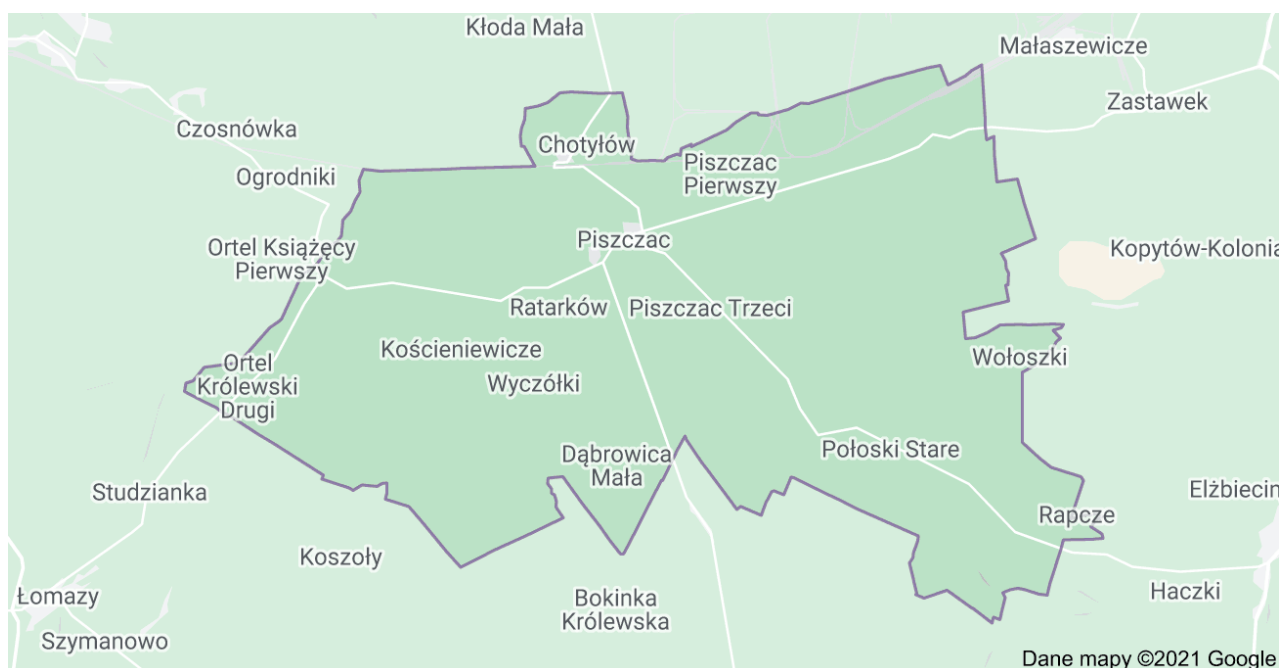 Kłoda Mała
Małaszewicze
Zastawek
Czosnówka
Chotyłów
Piszczac
Pierwszy
Ogrodniki
Piszczac
Ortel Książęcy
Pierwszy
Kopytów-Kolonia
Ratarków
Piszczac Trzeci
Kościeniewicze
Wołoszki
Ortel
Królewski
Drugi
Wyczółki
Dąbrowica
Mała
Połoski Stare
Studzianka
Elżbiecin
Rapcze
Koszoły
Łomazy
Bokinka
Królewska
Haczki
Szymanowo
Dane mapy ©2021 Google